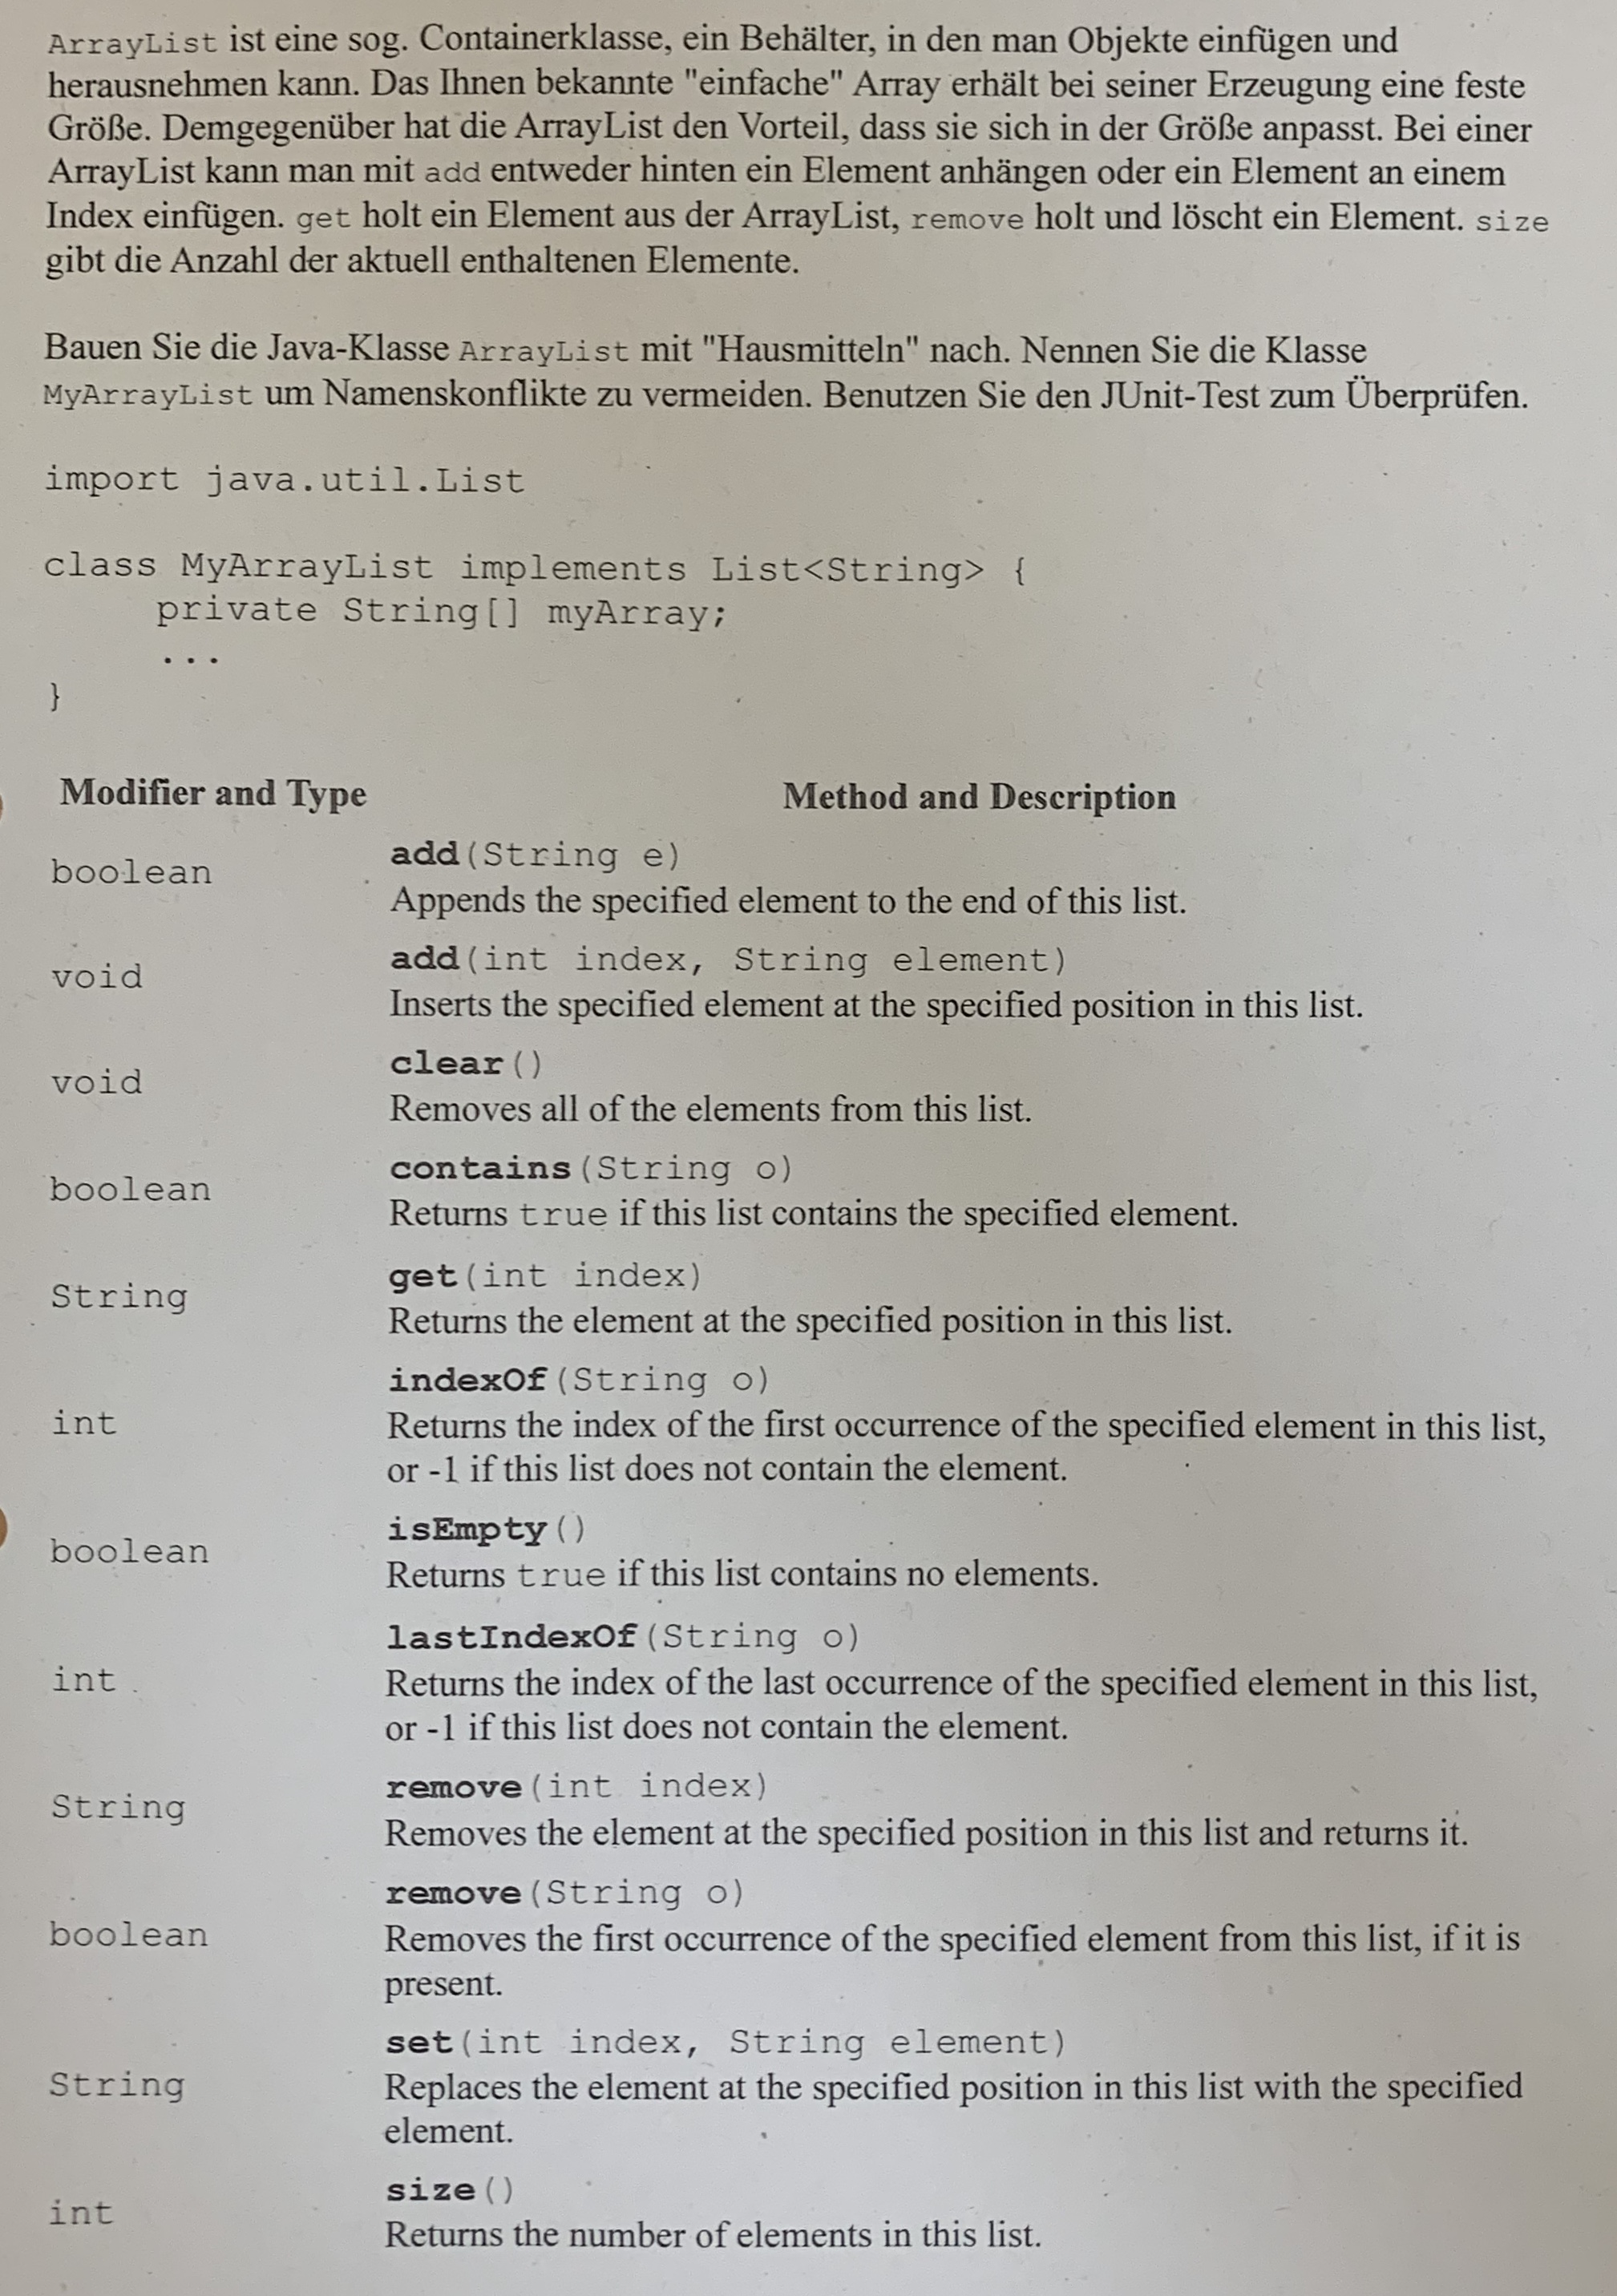 ArrayList ist eine sog. Containerklasse, ein Behälter, in den man Objekte einfügen und
herausnehmen kann. Das Ihnen bekannte "einfache" Array erhält bei seiner Erzeugung eine feste
Größe. Demgegenüber hat die ArrayList den Vorteil, dass sie sich in der Größe anpasst. Bei einer
ArrayList kann man mit add entweder hinten ein Element anhängen oder ein Element an einem
Index einfügen. get holt ein Element aus der ArrayList, remove holt und löscht ein Element. size
gibt die Anzahl der aktuell enthaltenen Elemente.
Bauen Sie die Java-Klasse ArrayList mit "Hausmitteln" nach. Nennen Sie die Klasse
MyArrayList um Namenskonflikte zu vermeiden. Benutzen Sie den JUnit-Test zum Überprüfen.
import java.util.List
class MyArrayList implements List<String> {
private String[] myArray;
...
}
Modifier and Type Method and Description
boolean add(String e)
Appends the specified element to the end of this list.
void add(int index, String element)
Inserts the specified element at the specified position in this list.
void clear()
Removes all of the elements from this list.
boolean contains(String o)
Returns true if this list contains the specified element.
String get(int index)
Returns the element at the specified position in this list.
indexOf(String o)
int Returns the index of the first occurrence of the specified element in this list,
or -1 if this list does not contain the element.
boolean isEmpty()
Returns true if this list contains no elements.
lastIndexOf(String o)
int Returns the index of the last occurrence of the specified element in this list,
or -1 if this list does not contain the element.
String remove(int index)
Removes the element at the specified position in this list and returns it.
remove(String o)
boolean Removes the first occurrence of the specified element from this list, if it is
present.
set(int index, String element)
String Replaces the element at the specified position in this list with the specified
element.
int size()
Returns the number of elements in this list.